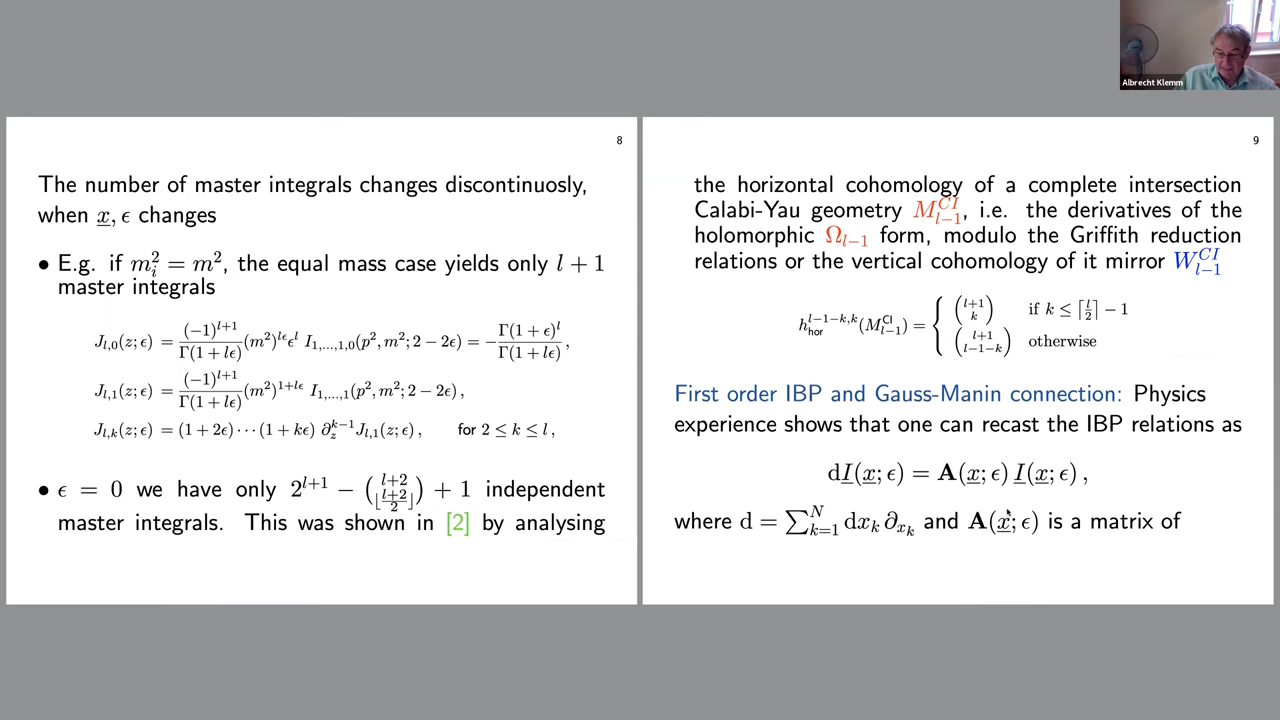 Albrecht Klemm
8
The number of master integrals changes discontinuosly,
when x, ϵ changes
• E.g. if m_i^2 = m^2, the equal mass case yields only l + 1
master integrals
J_{l,0}(z; ϵ) = \frac{(-1)^{l+1}}{Γ(1 + lϵ)} (m^2)^{lϵ} ϵ^l I_{1,...,1,0}(p^2, m^2; 2 − 2ϵ) = −\frac{Γ(1 + ϵ)^l}{Γ(1 + lϵ)},
J_{l,1}(z; ϵ) = \frac{(-1)^{l+1}}{Γ(1 + lϵ)} (m^2)^{1+lϵ} I_{1,...,1}(p^2, m^2; 2 − 2ϵ),
J_{l,k}(z; ϵ) = (1 + 2ϵ) ··· (1 + kϵ) ∂_z^{k−1} J_{l,1}(z; ϵ), for 2 ≤ k ≤ l,
• ϵ = 0 we have only 2^{l+1} − \binom{l+2}{⌊\frac{l+2}{2}⌋} + 1 independent
master integrals. This was shown in [2] by analysing
9
the horizontal cohomology of a complete intersection
Calabi-Yau geometry M_{l−1}^{CI}, i.e. the derivatives of the
holomorphic Ω_{l−1} form, modulo the Griffith reduction
relations or the vertical cohomology of it mirror W_{l−1}^{CI}
h_{hor}^{l−1−k,k}(M_{l−1}^{CI}) = { \binom{l+1}{k} if k ≤ ⌈\frac{l}{2}⌉ − 1
\binom{l+1}{l−1−k} otherwise
First order IBP and Gauss-Manin connection: Physics
experience shows that one can recast the IBP relations as
dI(x; ϵ) = A(x; ϵ) I(x; ϵ),
where d = ∑_{k=1}^{N} dx_k ∂_{x_k} and A(x; ϵ) is a matrix of